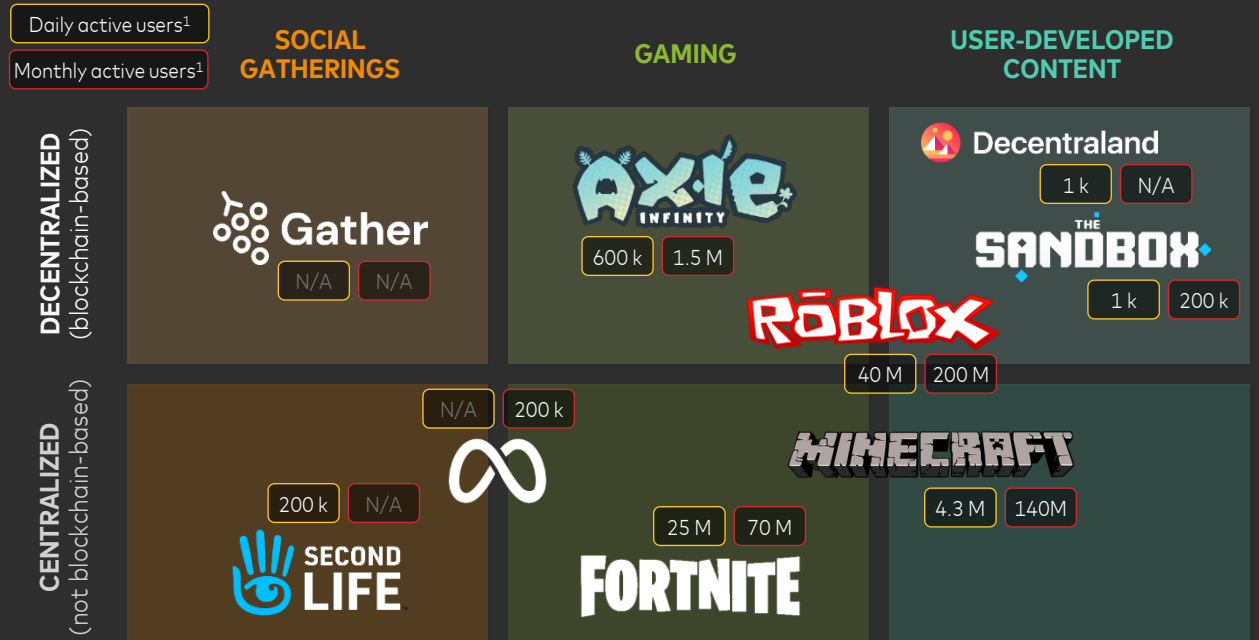 Daily active users¹
Monthly active users¹
SOCIAL
GATHERINGS
GAMING
USER-DEVELOPED
CONTENT
DECENTRALIZED
(blockchain-based)
Gather
N/A N/A
AXIE
INFINITY
600 k 1.5 M
Decentraland
1 k N/A
THE
SANDBOX
1 k 200 k
ROBLOX
40 M 200 M
CENTRALIZED
(not blockchain-based)
N/A 200 k
200 k N/A
SECOND
LIFE
25 M 70 M
FORTNITE
MINECRAFT
4.3 M 140M